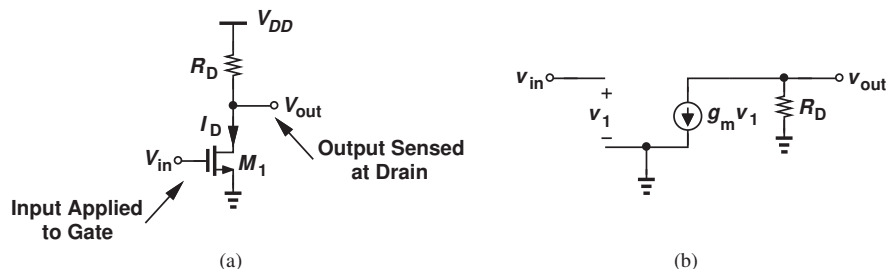 V_DD
R_D
V_out
I_D
V_in
M_1
Output Sensed
at Drain
Input Applied
to Gate
(a)
v_in
+
v_1
−
g_m v_1
R_D
v_out
(b)